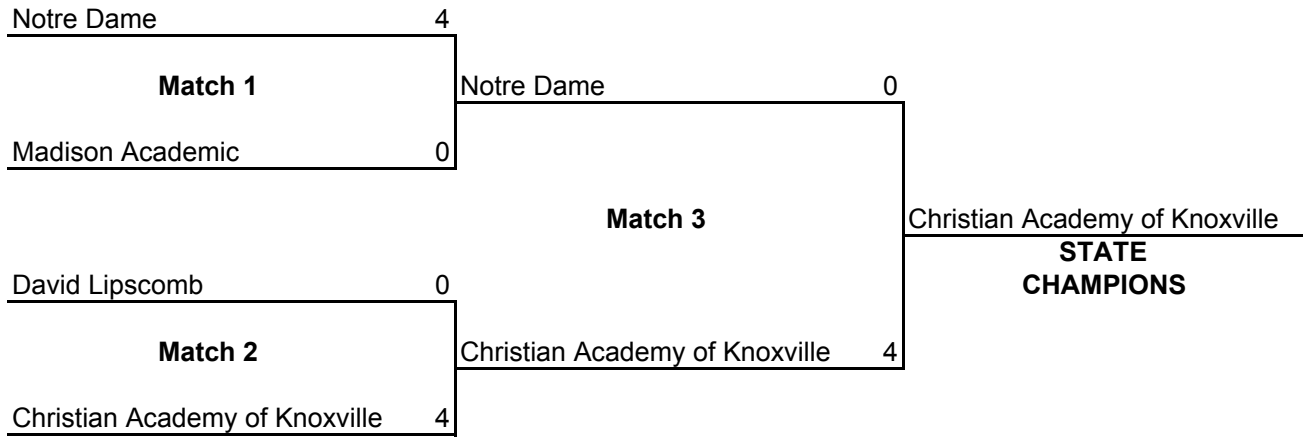 Notre Dame 4
Match 1
Notre Dame 0
Madison Academic 0
Match 3
Christian Academy of Knoxville
STATE
CHAMPIONS
David Lipscomb 0
Match 2
Christian Academy of Knoxville 4
Christian Academy of Knoxville 4